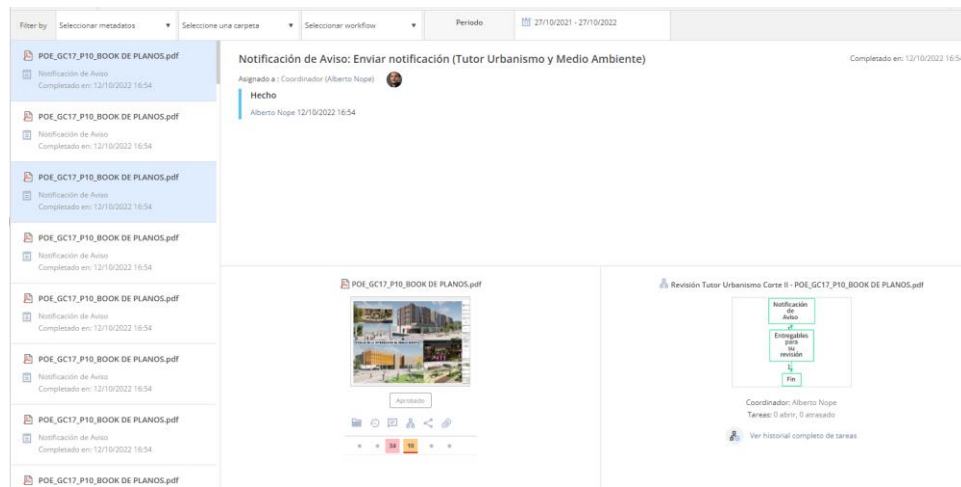 Filter by Seleccionar metadatos Seleccione una carpeta Seleccionar workflow Periodo 27/10/2021 - 27/10/2022
POE_GC17_P10_BOOK DE PLANOS.pdf
Notificación de Aviso
Completado en: 12/10/2022 16:54
POE_GC17_P10_BOOK DE PLANOS.pdf
Notificación de Aviso
Completado en: 12/10/2022 16:54
POE_GC17_P10_BOOK DE PLANOS.pdf
Notificación de Aviso
Completado en: 12/10/2022 16:54
POE_GC17_P10_BOOK DE PLANOS.pdf
Notificación de Aviso
Completado en: 12/10/2022 16:54
POE_GC17_P10_BOOK DE PLANOS.pdf
Notificación de Aviso
Completado en: 12/10/2022 16:54
POE_GC17_P10_BOOK DE PLANOS.pdf
Notificación de Aviso
Completado en: 12/10/2022 16:54
POE_GC17_P10_BOOK DE PLANOS.pdf
Notificación de Aviso
Completado en: 12/10/2022 16:54
POE_GC17_P10_BOOK DE PLANOS.pdf
Notificación de Aviso: Enviar notificación (Tutor Urbanismo y Medio Ambiente)
Completado en: 12/10/2022 16:54
Asignado a : Coordinador (Alberto Nope)
Hecho
Alberto Nope 12/10/2022 16:54
POE_GC17_P10_BOOK DE PLANOS.pdf
Aprobado
34 10
Revisión Tutor Urbanismo Corte II - POE_GC17_P10_BOOK DE PLANOS.pdf
Notificación
de
Aviso
Entregables
para
su
revisión
Fin
Coordinador: Alberto Nope
Tareas: 0 abrir, 0 atrasado
Ver historial completo de tareas